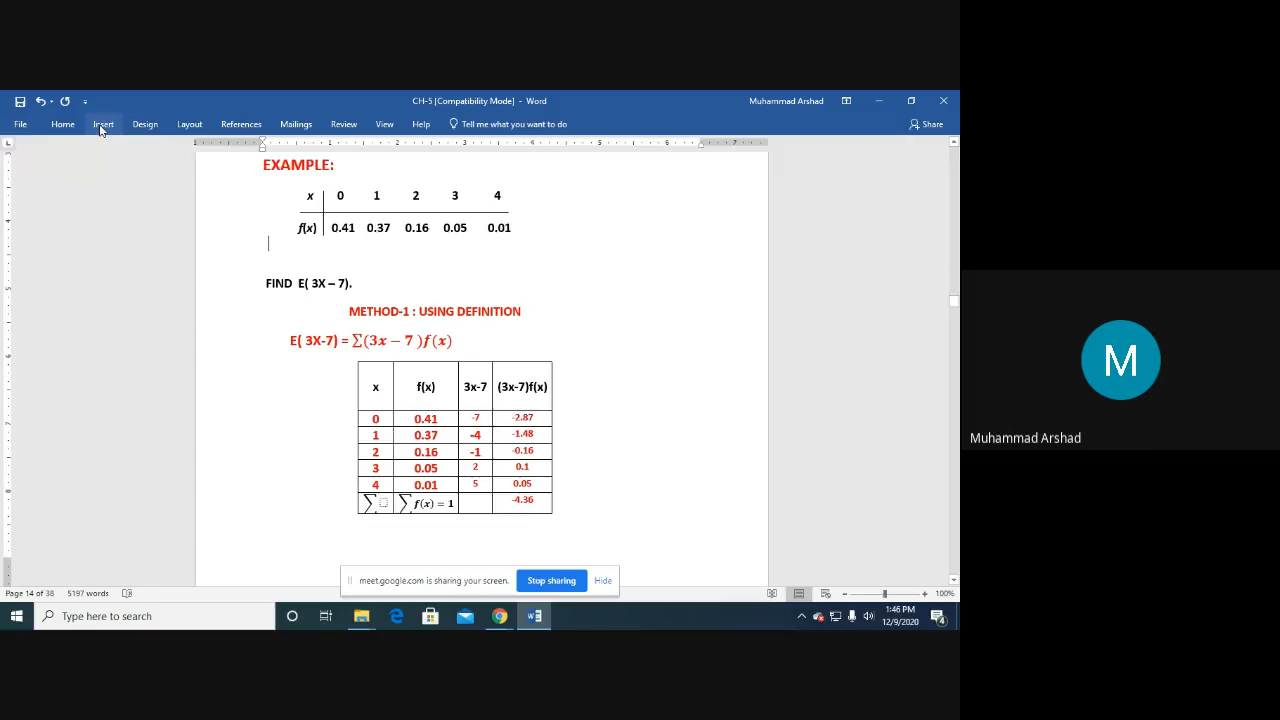 CH-5 [Compatibility Mode] - Word
Muhammad Arshad
File Home Insert Design Layout References Mailings Review View Help Tell me what you want to do Share
EXAMPLE:
x 0 1 2 3 4
f(x) 0.41 0.37 0.16 0.05 0.01
FIND E( 3X – 7).
METHOD-1 : USING DEFINITION
E( 3X-7) = ∑(3x − 7 )f(x)
x f(x) 3x-7 (3x-7)f(x)
0 0.41 -7 -2.87
1 0.37 -4 -1.48
2 0.16 -1 -0.16
3 0.05 2 0.1
4 0.01 5 0.05
∑ ∑ f(x) = 1 -4.36
meet.google.com is sharing your screen. Stop sharing Hide
Page 14 of 38 5197 words 100%
Type here to search
1:46 PM
12/9/2020
4
M
Muhammad Arshad